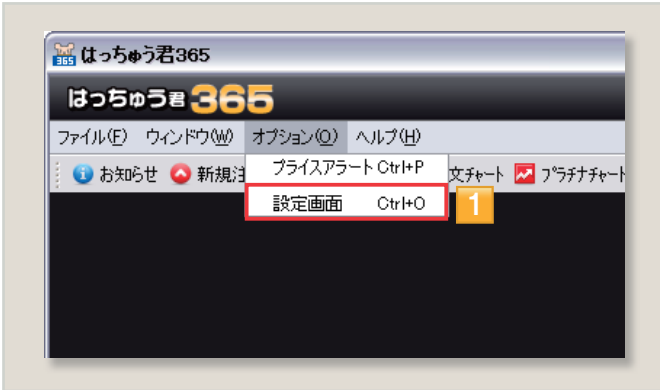 365 はっちゅう君365
はっちゅう君365
ファイル(F) ウィンドウ(W) オプション(O) ヘルプ(H)
お知らせ 新規注 プライスアラート Ctrl+P 文チャート プラチナチャート
設定画面 Ctrl+O 1